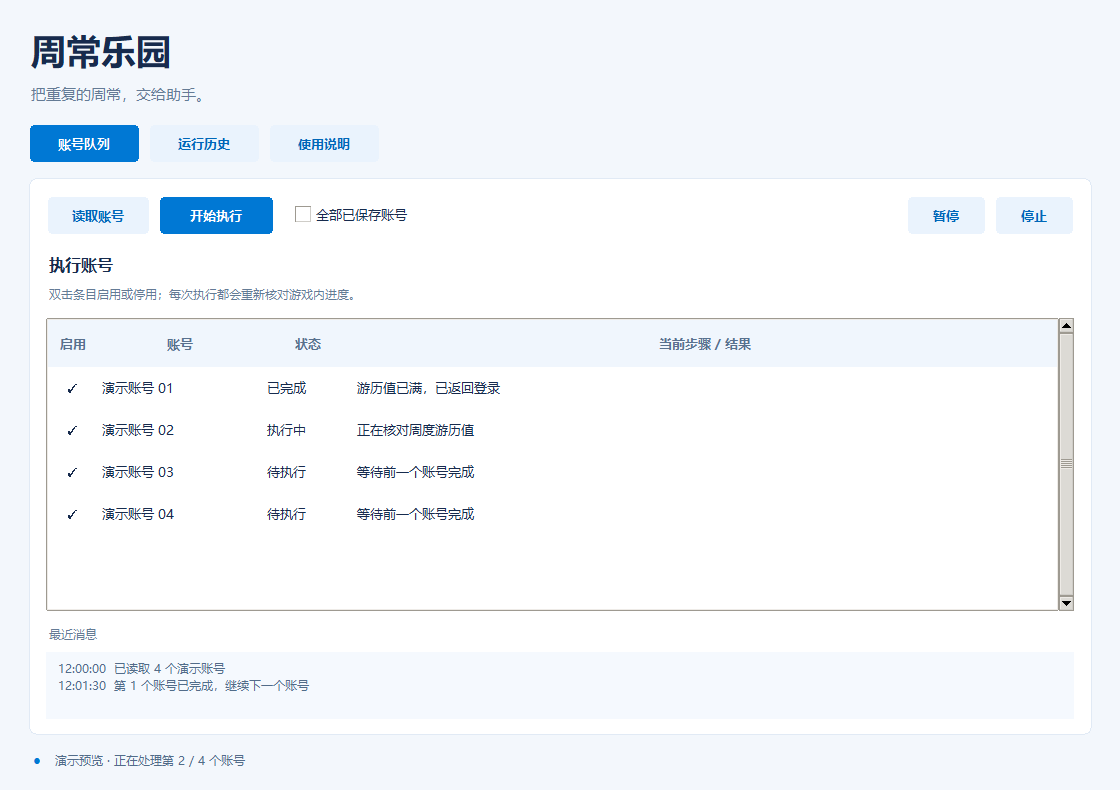 周常乐园
把重复的周常，交给助手。
账号队列 运行历史 使用说明
读取账号 开始执行 全部已保存账号 暂停 停止
执行账号
双击条目启用或停用；每次执行都会重新核对游戏内进度。
启用 账号 状态 当前步骤 / 结果
✓ 演示账号 01 已完成 游历值已满，已返回登录
✓ 演示账号 02 执行中 正在核对周度游历值
✓ 演示账号 03 待执行 等待前一个账号完成
✓ 演示账号 04 待执行 等待前一个账号完成
最近消息
12:00:00 已读取 4 个演示账号
12:01:30 第 1 个账号已完成，继续下一个账号
演示预览 · 正在处理第 2 / 4 个账号